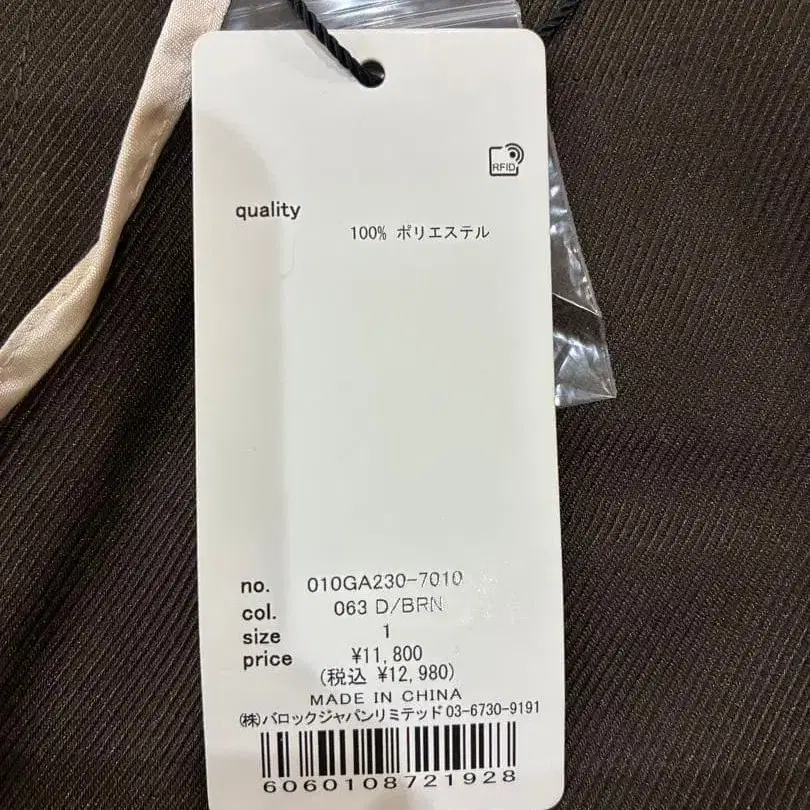 RFID
quality
100% ポリエステル
no. 010GA230-7010
col. 063 D/BRN
size 1
price ¥11,800
(税込 ¥12,980)
MADE IN CHINA
(株)バロックジャパンリミテッド 03-6730-9191
6060108721928